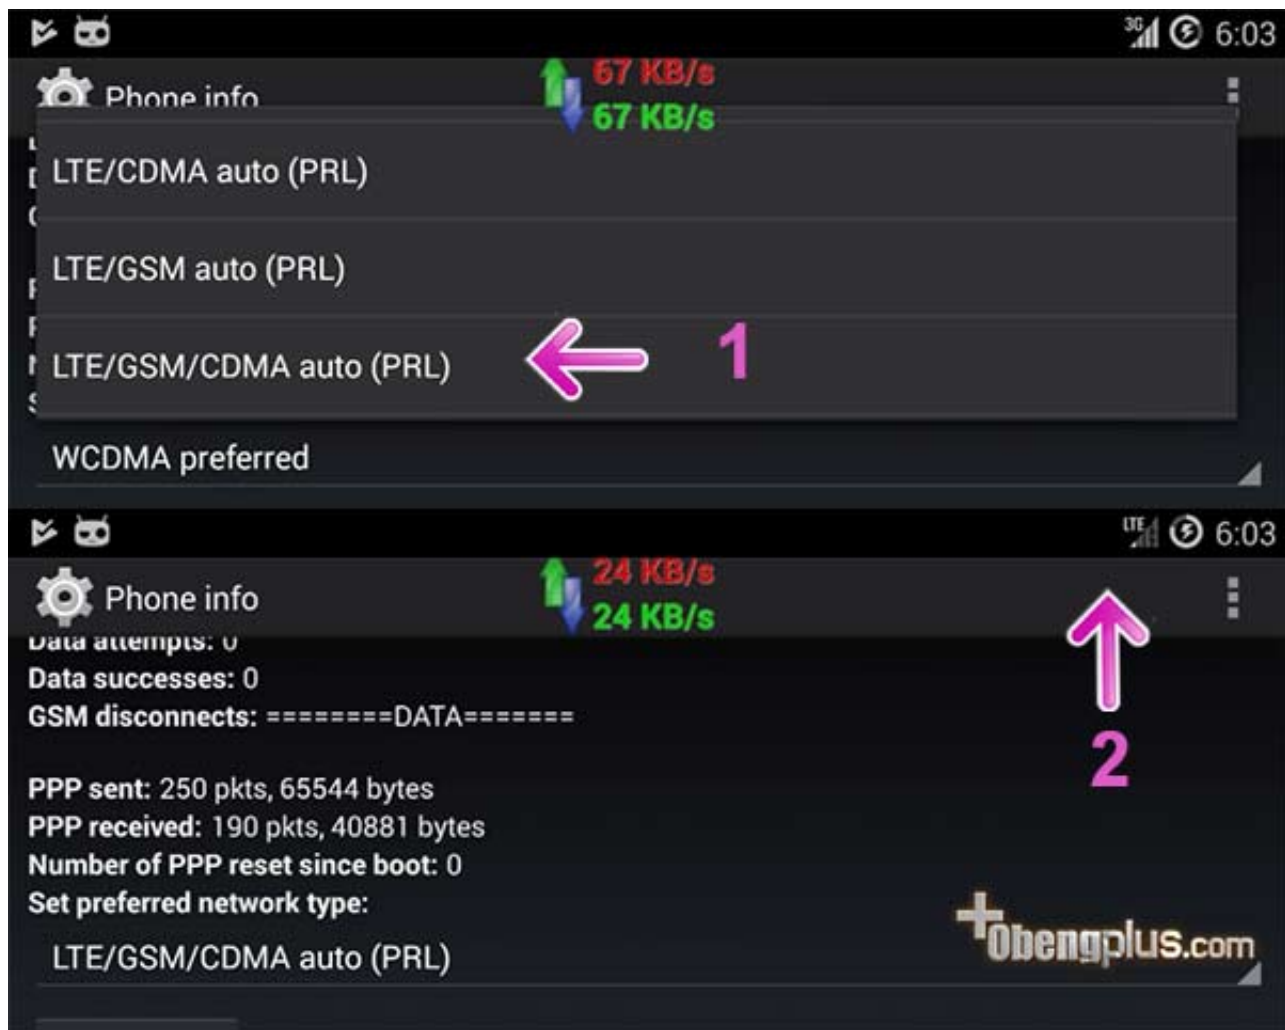 3G 6:03
Phone info
67 KB/s
67 KB/s
LTE/CDMA auto (PRL)
LTE/GSM auto (PRL)
LTE/GSM/CDMA auto (PRL)
1
WCDMA preferred
LTE 6:03
Phone info
24 KB/s
24 KB/s
Data attempts: 0
Data successes: 0
GSM disconnects: ========DATA=======
2
PPP sent: 250 pkts, 65544 bytes
PPP received: 190 pkts, 40881 bytes
Number of PPP reset since boot: 0
Set preferred network type:
Obengplus.com
LTE/GSM/CDMA auto (PRL)